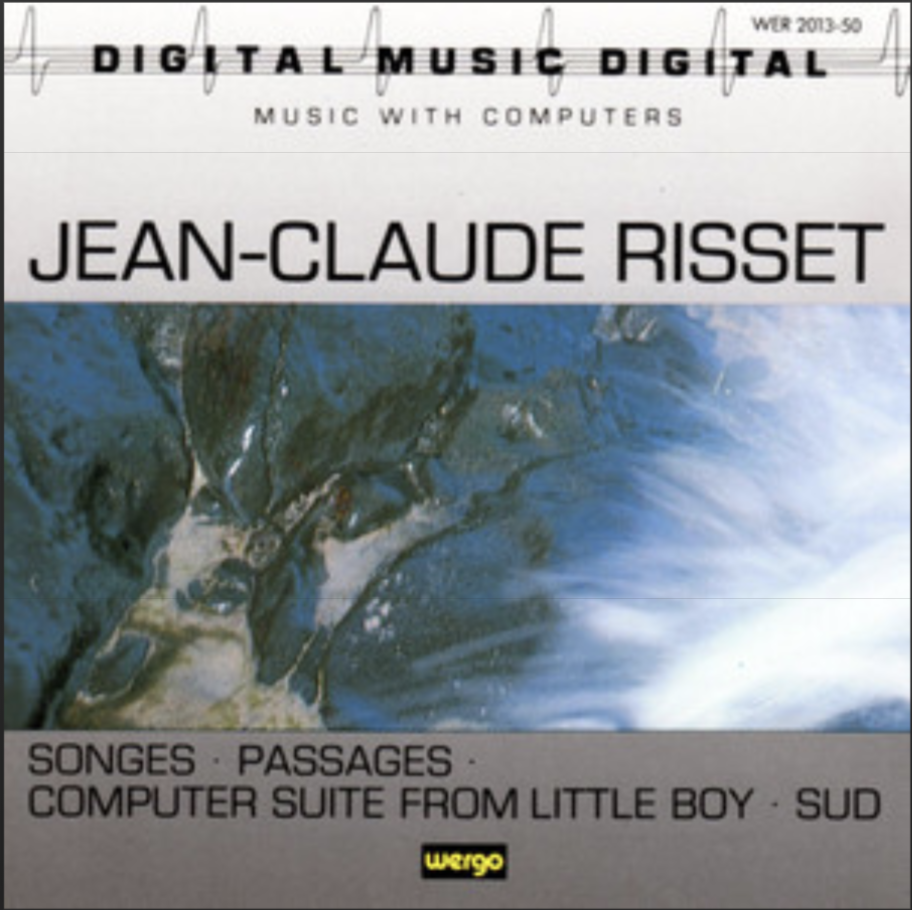 WER 2013-50
DIGITAL MUSIC DIGITAL
MUSIC WITH COMPUTERS
JEAN-CLAUDE RISSET
SONGES · PASSAGES ·
COMPUTER SUITE FROM LITTLE BOY · SUD
wergo